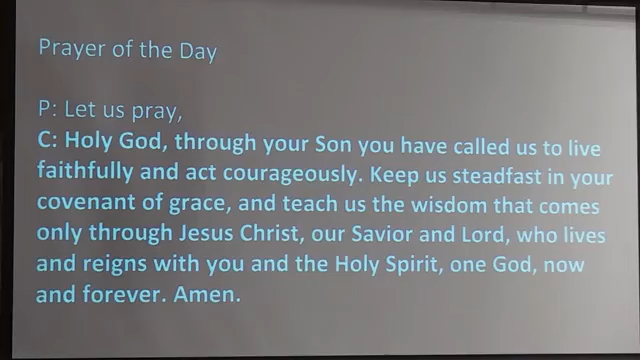 Prayer of the Day
P: Let us pray,
C: Holy God, through your Son you have called us to live
faithfully and act courageously. Keep us steadfast in your
covenant of grace, and teach us the wisdom that comes
only through Jesus Christ, our Savior and Lord, who lives
and reigns with you and the Holy Spirit, one God, now
and forever. Amen.